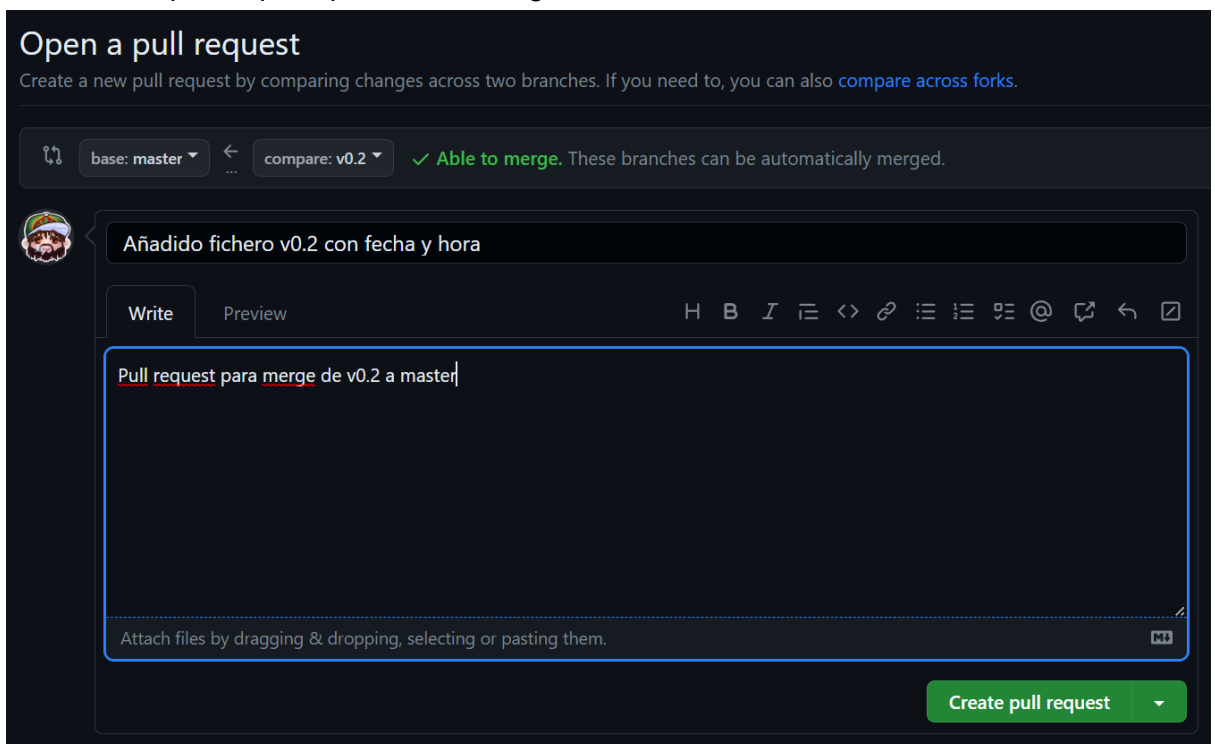 Open a pull request
Create a new pull request by comparing changes across two branches. If you need to, you can also compare across forks.
base: master
...
compare: v0.2
Able to merge. These branches can be automatically merged.
Añadido fichero v0.2 con fecha y hora
Write Preview
Pull request para merge de v0.2 a master
Attach files by dragging & dropping, selecting or pasting them.
Create pull request